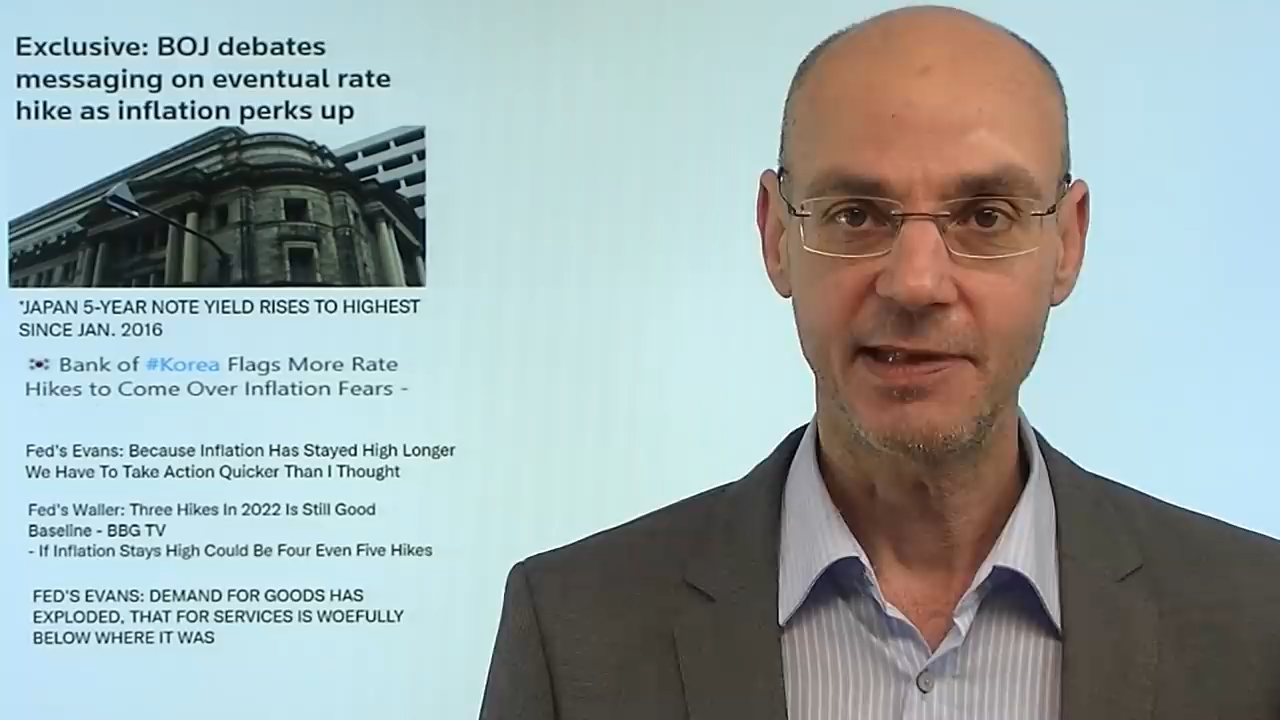 Exclusive: BOJ debates
messaging on eventual rate
hike as inflation perks up
*JAPAN 5-YEAR NOTE YIELD RISES TO HIGHEST
SINCE JAN. 2016
Bank of #Korea Flags More Rate
Hikes to Come Over Inflation Fears -
Fed's Evans: Because Inflation Has Stayed High Longer
We Have To Take Action Quicker Than I Thought
Fed's Waller: Three Hikes In 2022 Is Still Good
Baseline - BBG TV
- If Inflation Stays High Could Be Four Even Five Hikes
FED'S EVANS: DEMAND FOR GOODS HAS
EXPLODED, THAT FOR SERVICES IS WOEFULLY
BELOW WHERE IT WAS